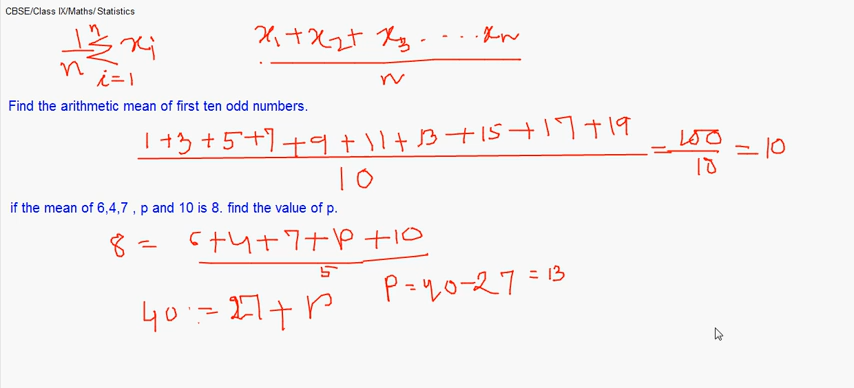 CBSE/Class IX/Maths/ Statistics
1/n n∑i=1 xi
x1+x2+ x3 ...... xn / n
Find the arithmetic mean of first ten odd numbers.
1+3+5+7+9+11+13+15+17+19 / 10 = 100/10 = 10
if the mean of 6,4,7 , p and 10 is 8. find the value of p.
8 = 6+4+7+p+10 / 5
40 = 27+p
P=40-27=13